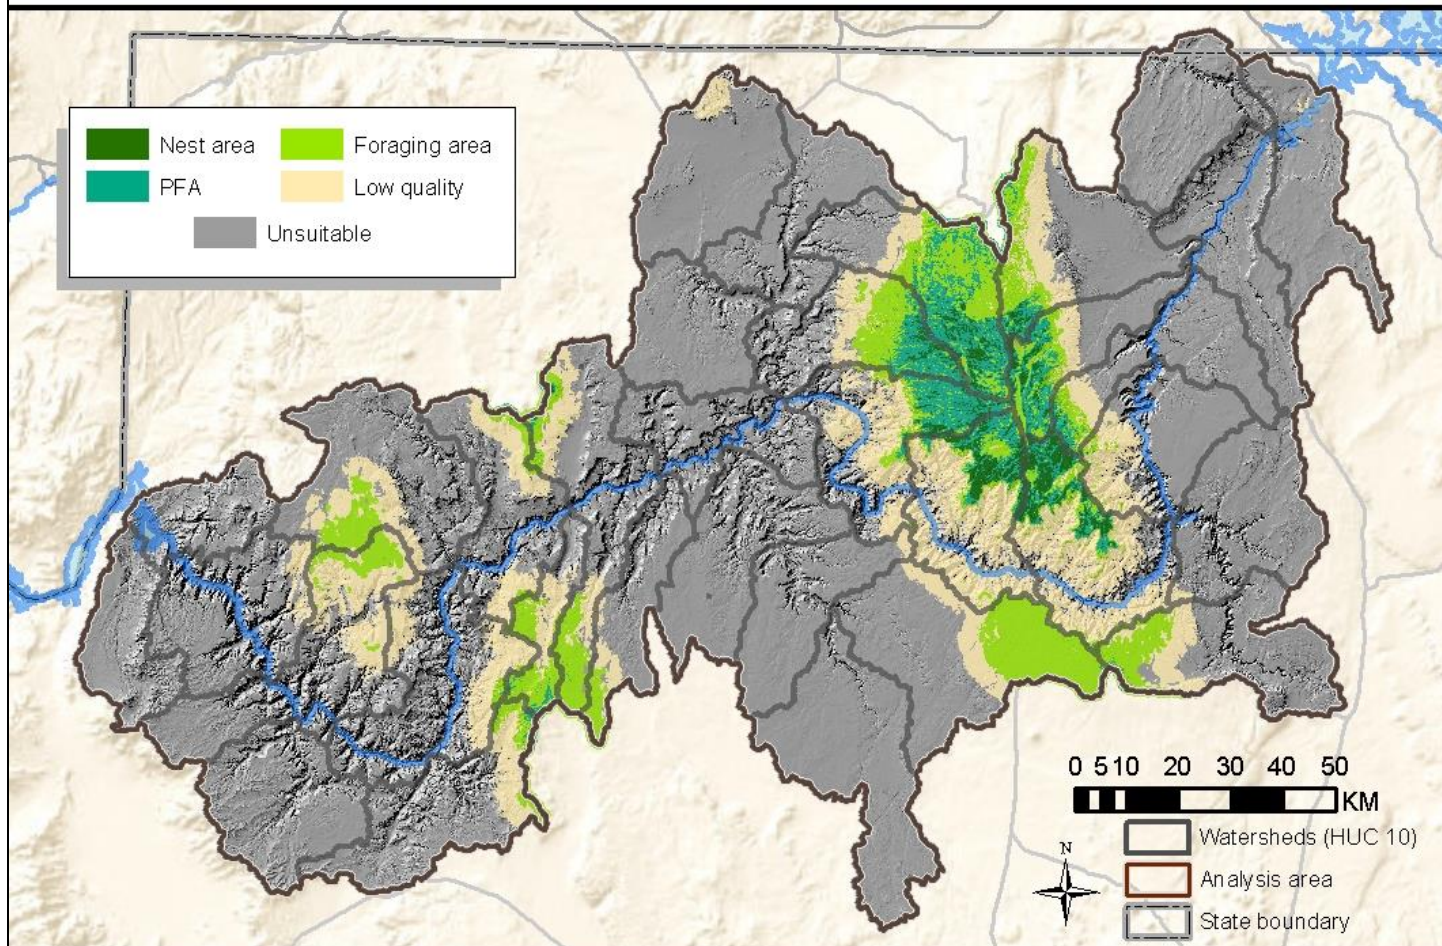 Nest area
Foraging area
PFA
Low quality
Unsuitable
0 5 10 20 30 40 50
KM
Watersheds (HUC 10)
N
Analysis area
State boundary